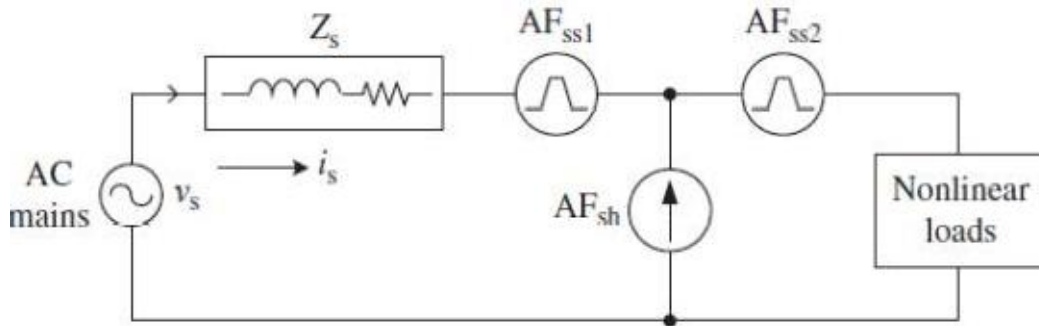 Z_s
AF_ss1
AF_ss2
AC
mains
v_s
i_s
AF_sh
Nonlinear
loads